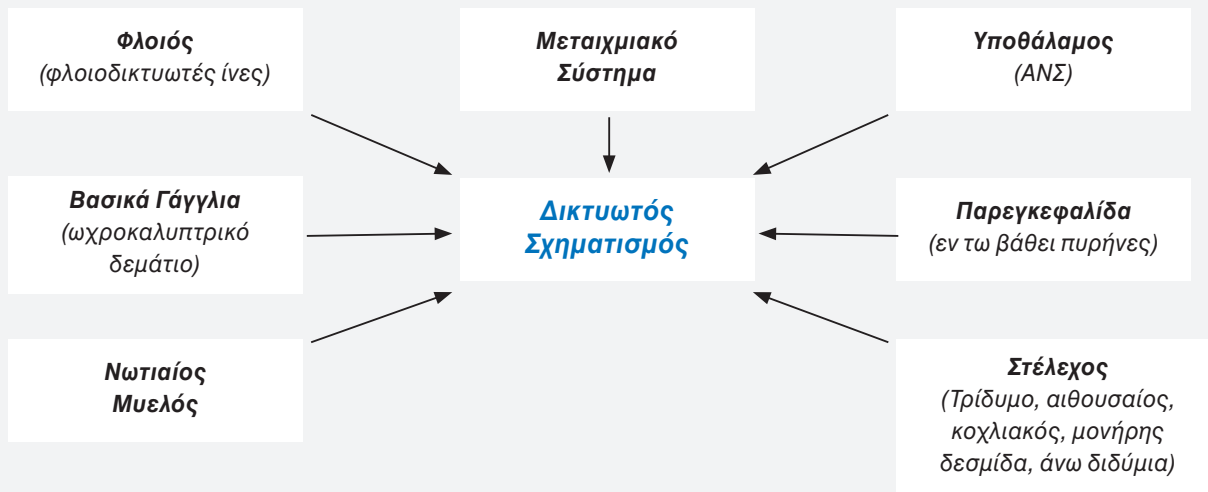 Φλοιός
(φλοιοδικτυωτές ίνες)
Μεταιχμιακό
Σύστημα
Υποθάλαμος
(ΑΝΣ)
Βασικά Γάγγλια
(ωχροκαλυπτρικό
δεμάτιο)
Δικτυωτός
Σχηματισμός
Παρεγκεφαλίδα
(εν τω βάθει πυρήνες)
Νωτιαίος
Μυελός
Στέλεχος
(Τρίδυμο, αιθουσαίος,
κοχλιακός, μονήρης
δεσμίδα, άνω διδύμια)